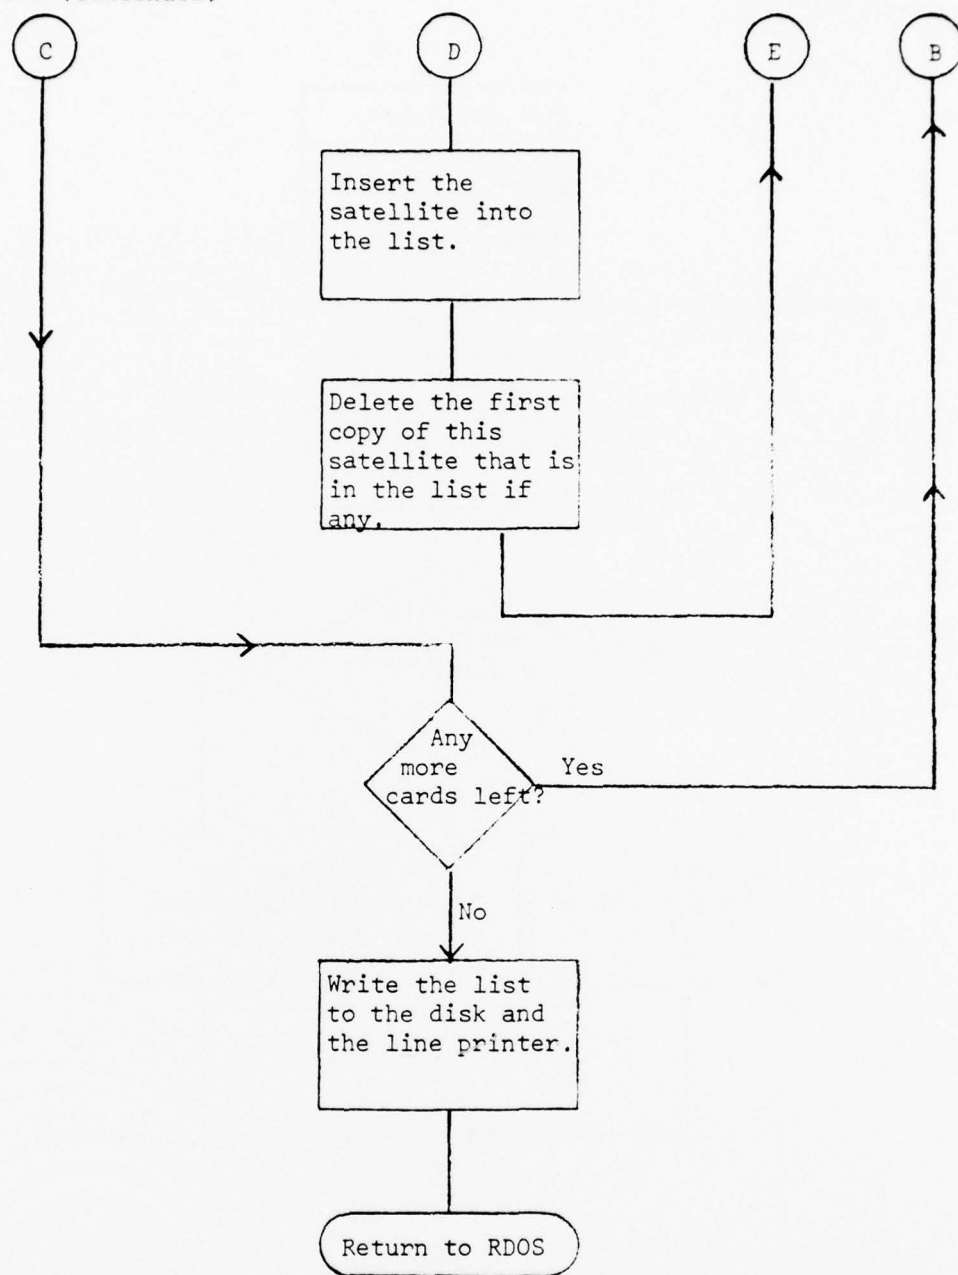 C
D
E
B
Insert the
satellite into
the list.
Delete the first
copy of this
satellite that is
in the list if
any.
Any
more
cards left?
Yes
No
Write the list
to the disk and
the line printer.
Return to RDOS